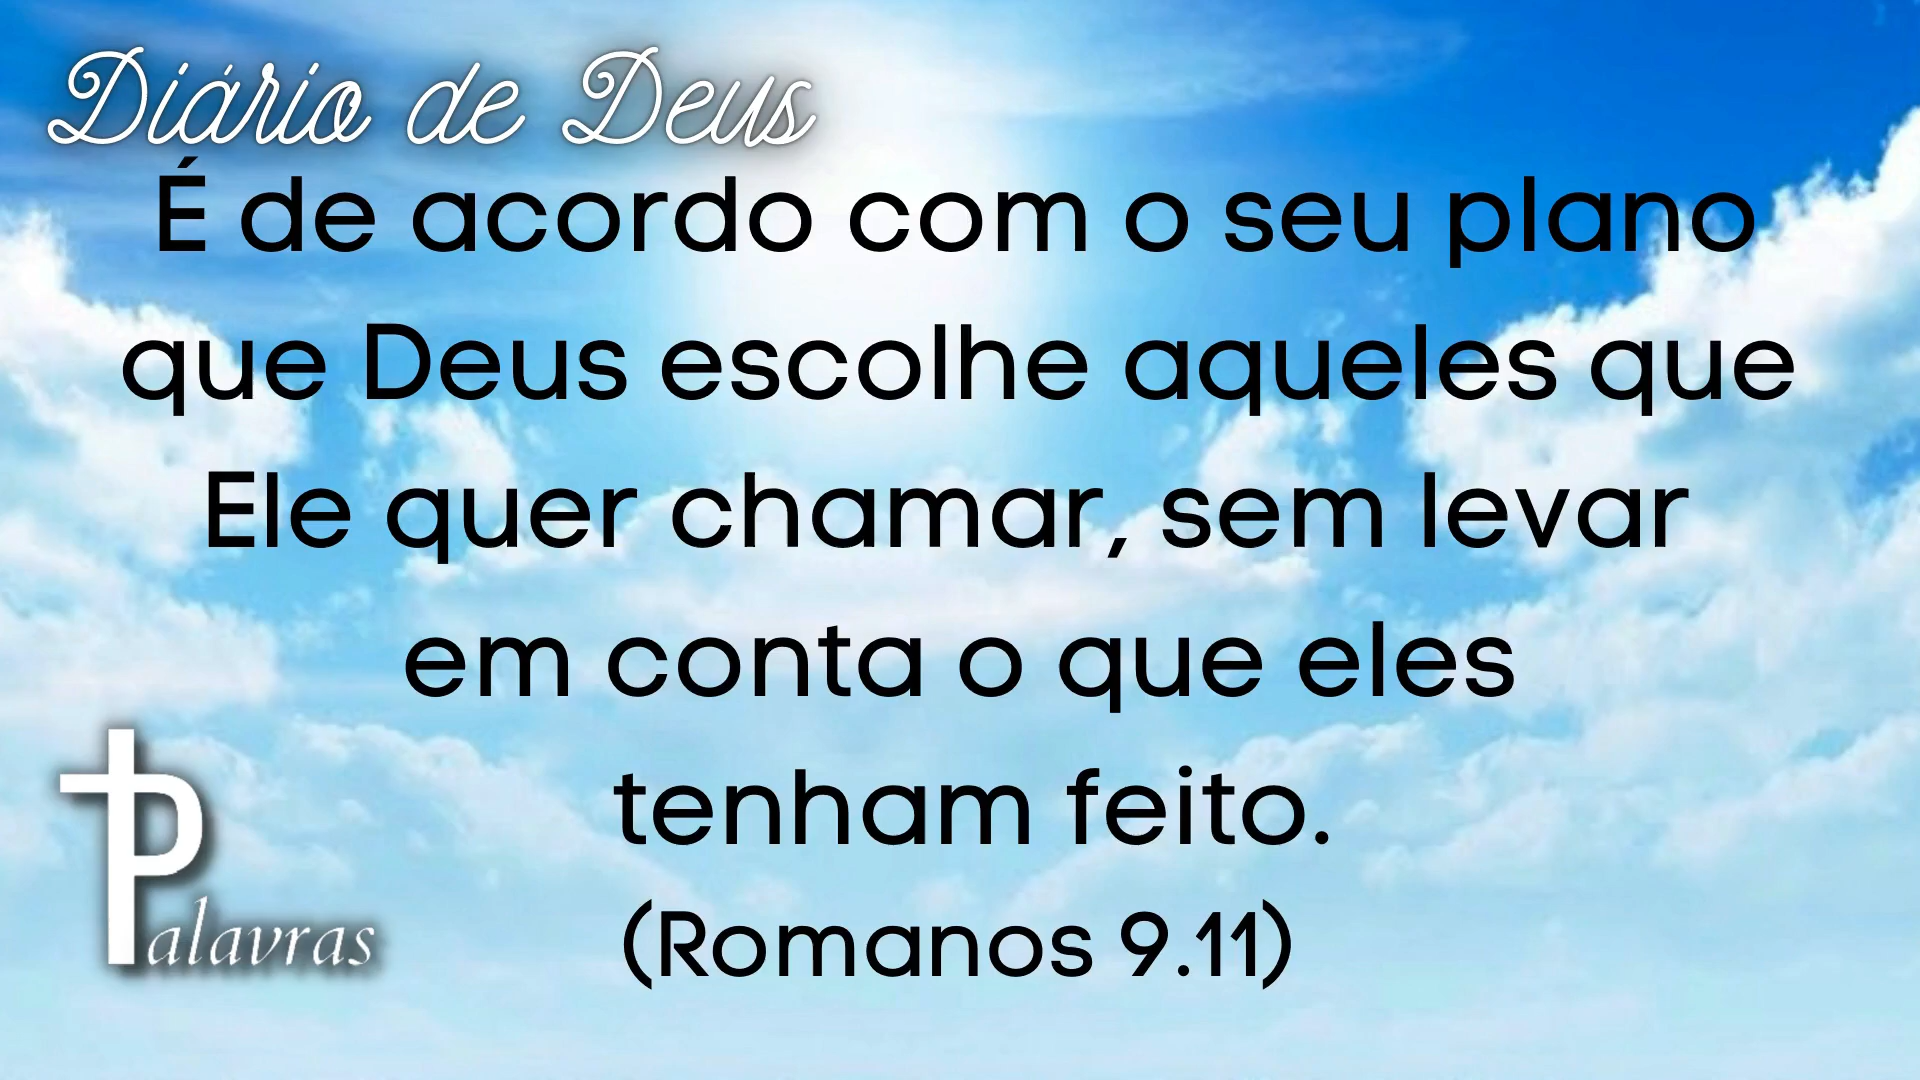 Diário de Deus
É de acordo com o seu plano
que Deus escolhe aqueles que
Ele quer chamar, sem levar
em conta o que eles
tenham feito.
(Romanos 9.11)
Palavras